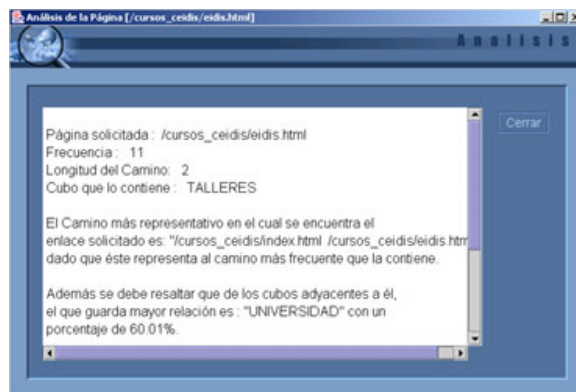 Análisis de la Página [/cursos_ceidis/eidis.html]
Analisis
Página solicitada : /cursos_ceidis/eidis.html
Frecuencia : 11
Longitud del Camino: 2
Cubo que lo contiene : TALLERES
El Camino más representativo en el cual se encuentra el
enlace solicitado es: "/cursos_ceidis/index.html /cursos_ceidis/eidis.htm
dado que éste representa al camino más frecuente que la contiene.
Además se debe resaltar que de los cubos adyacentes a él,
el que guarda mayor relación es : "UNIVERSIDAD" con un
porcentaje de 60.01%.
Cerrar